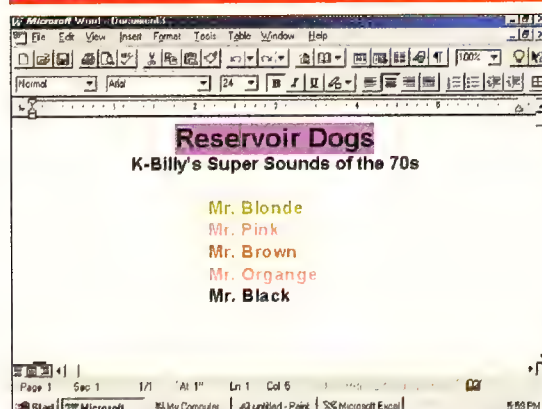 Microsoft Word - Document3
File Edit View Insert Format Tools Table Window Help
100%
Normal Arial 24 B I U
Reservoir Dogs
K-Billy's Super Sounds of the 70s
Mr. Blonde
Mr. Pink
Mr. Brown
Mr. Organge
Mr. Black
Page 1 Sec 1 1/1 At 1" Ln 1 Col 6
Start Microsoft My Computer untitled - Paint Microsoft Excel